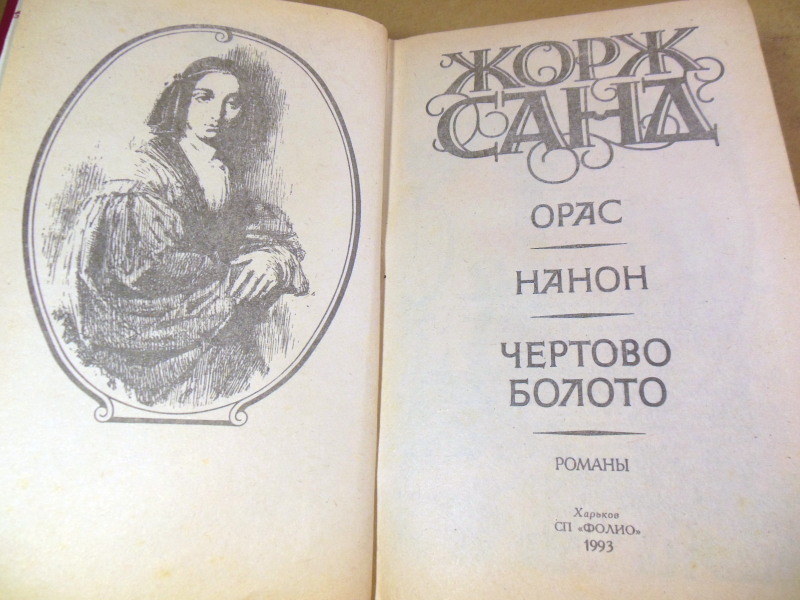 ЖОРЖ
САНД
ОРАС
НАНОН
ЧЕРТОВО
БОЛОТО
РОМАНЫ
Харьков
СП «ФОЛИО»
1993